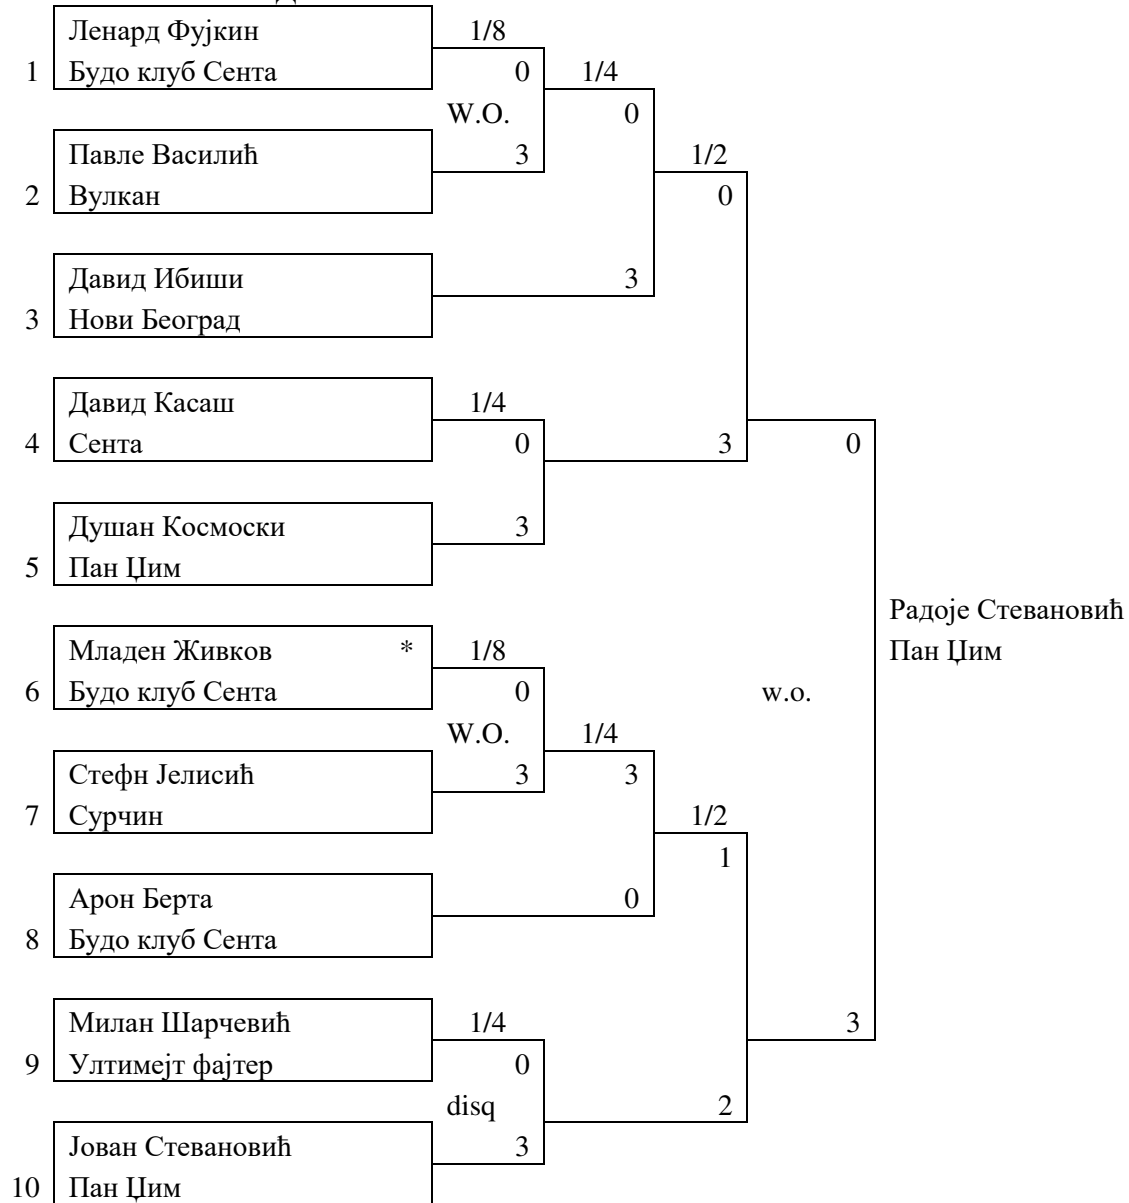 Ленард Фујкин
1/8
1
Будо клуб Сента
0
1/4
W.O.
0
Павле Василић
3
1/2
2
Вулкан
0
Давид Ибиши
3
3
Нови Београд
Давид Касаш
1/4
4
Сента
0
3
0
Душан Космоски
3
5
Пан Џим
Радоје Стевановић
Младен Живков
*
1/8
Пан Џим
6
Будо клуб Сента
0
w.o.
W.O.
1/4
Стефн Јелисић
3
3
7
Сурчин
1/2
1
Арон Берта
0
8
Будо клуб Сента
Милан Шарчевић
1/4
3
9
Ултимејт фајтер
0
disq
2
Јован Стевановић
3
10
Пан Џим